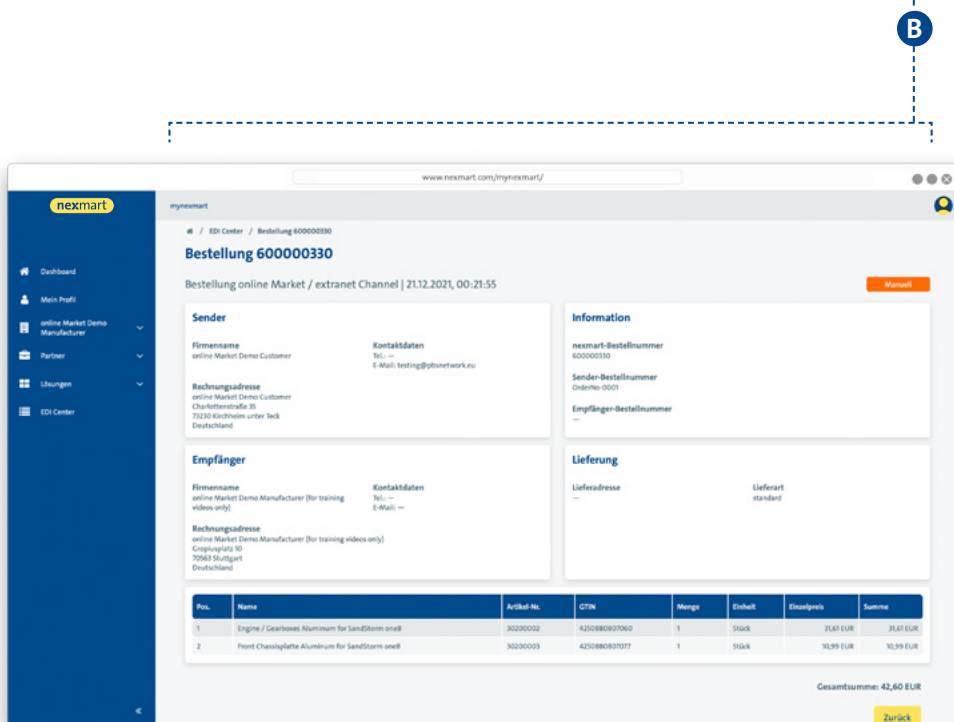 B
www.nexmart.com/mynexmart/
nexmart
mynexmart
/ EDI Center / Bestellung 600000330
Bestellung 600000330
Bestellung online Market / extranet Channel | 21.12.2021, 00:21:55
Manuell
Dashboard
Mein Profil
online Market Demo
Manufacturer
Partner
Lösungen
EDI Center
Sender
Firmenname
online Market Demo Customer
Kontaktdaten
Tel.: —
E-Mail: testing@pbsnetwork.eu
Rechnungsadresse
online Market Demo Customer
Charlottenstraße 35
73230 Kirchheim unter Teck
Deutschland
Information
nexmart-Bestellnummer
600000330
Sender-Bestellnummer
OrderNo 0001
Empfänger-Bestellnummer
—
Empfänger
Firmenname
online Market Demo Manufacturer (for training
videos only)
Kontaktdaten
Tel.: —
E-Mail: —
Rechnungsadresse
online Market Demo Manufacturer (for training videos only)
Gropiusplatz 10
70563 Stuttgart
Deutschland
Lieferung
Lieferadresse
—
Lieferart
standard
Pos. Name Artikel-Nr. GTIN Menge Einheit Einzelpreis Summe
1 Engine / Gearboxes Aluminum for SandStorm one8 30200002 4250880807060 1 Stück 31,61 EUR 31,61 EUR
2 Front Chassisplatte Aluminum for SandStorm one8 30200003 4250880807077 1 Stück 10,99 EUR 10,99 EUR
Gesamtsumme: 42,60 EUR
«
Zurück